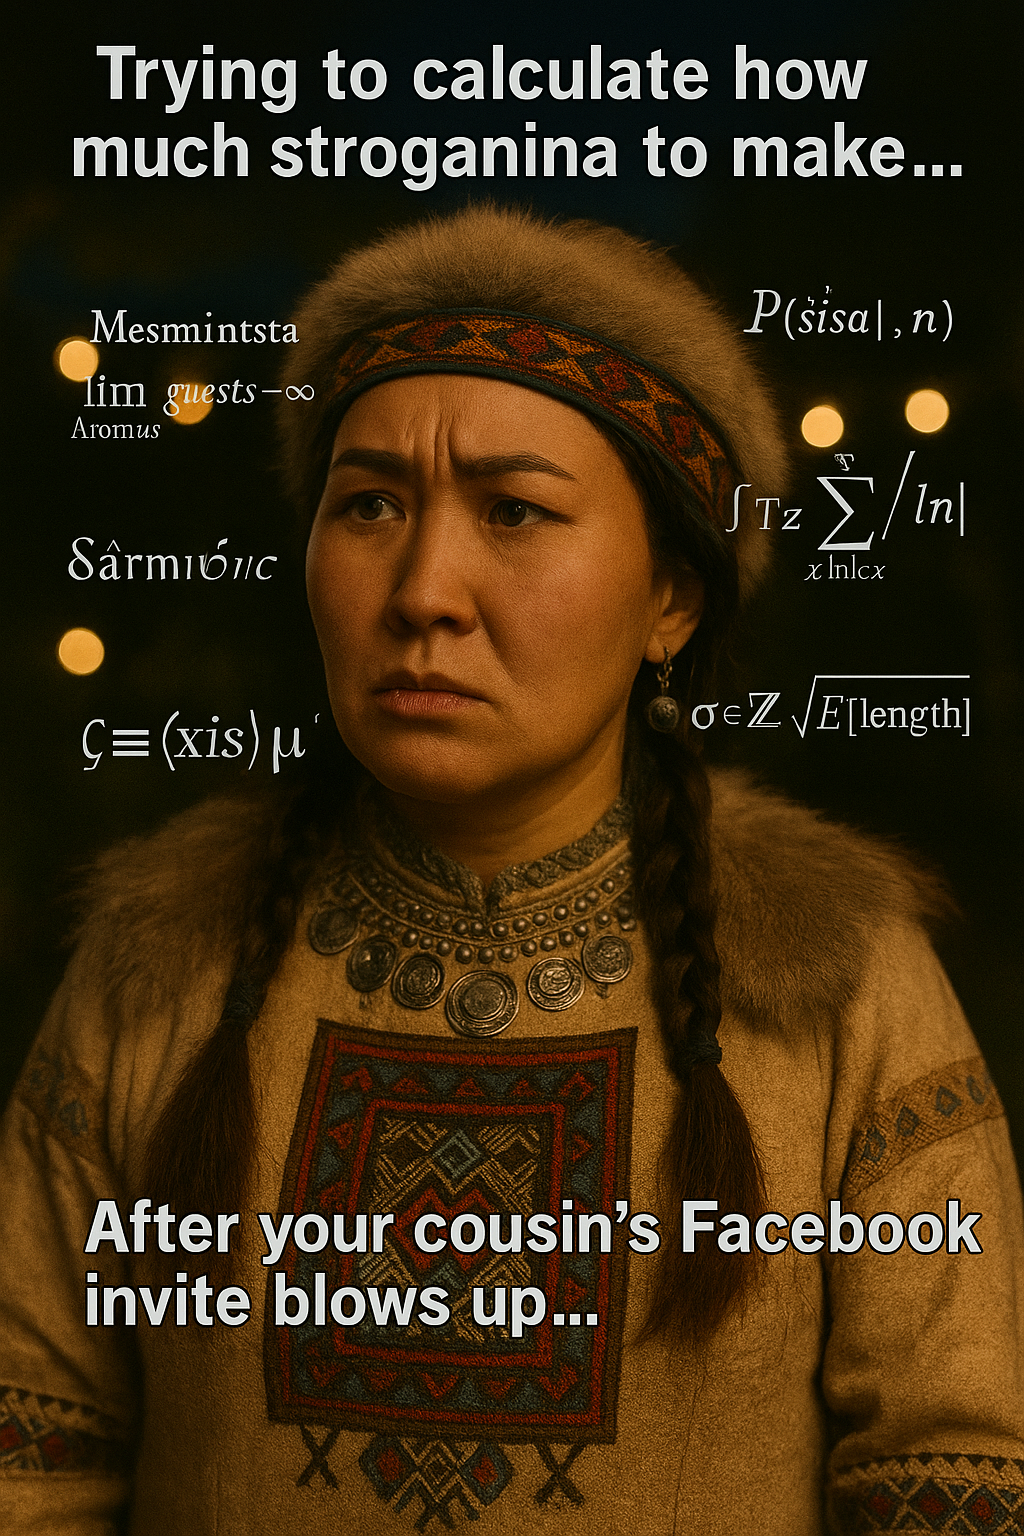 Trying to calculate how
much stroganina to make...
Mesmintsta
lim guests−∞
Aromus
P(sisa| , n)
∫ Tz ∑ / ln|
x lnlcx
ς ≡ (xis) μ
σ ∈ ℤ √E[length]
After your cousin’s Facebook
invite blows up...